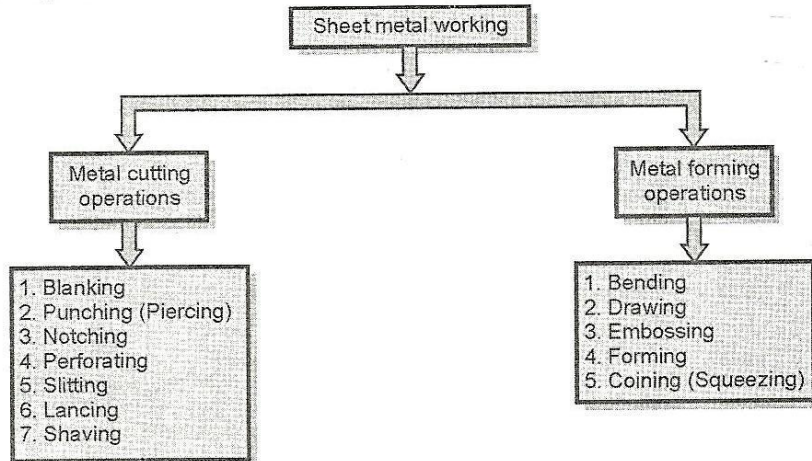 Sheet metal working
Metal cutting
operations
Metal forming
operations
1. Blanking
2. Punching (Piercing)
3. Notching
4. Perforating
5. Slitting
6. Lancing
7. Shaving
1. Bending
2. Drawing
3. Embossing
4. Forming
5. Coining (Squeezing)